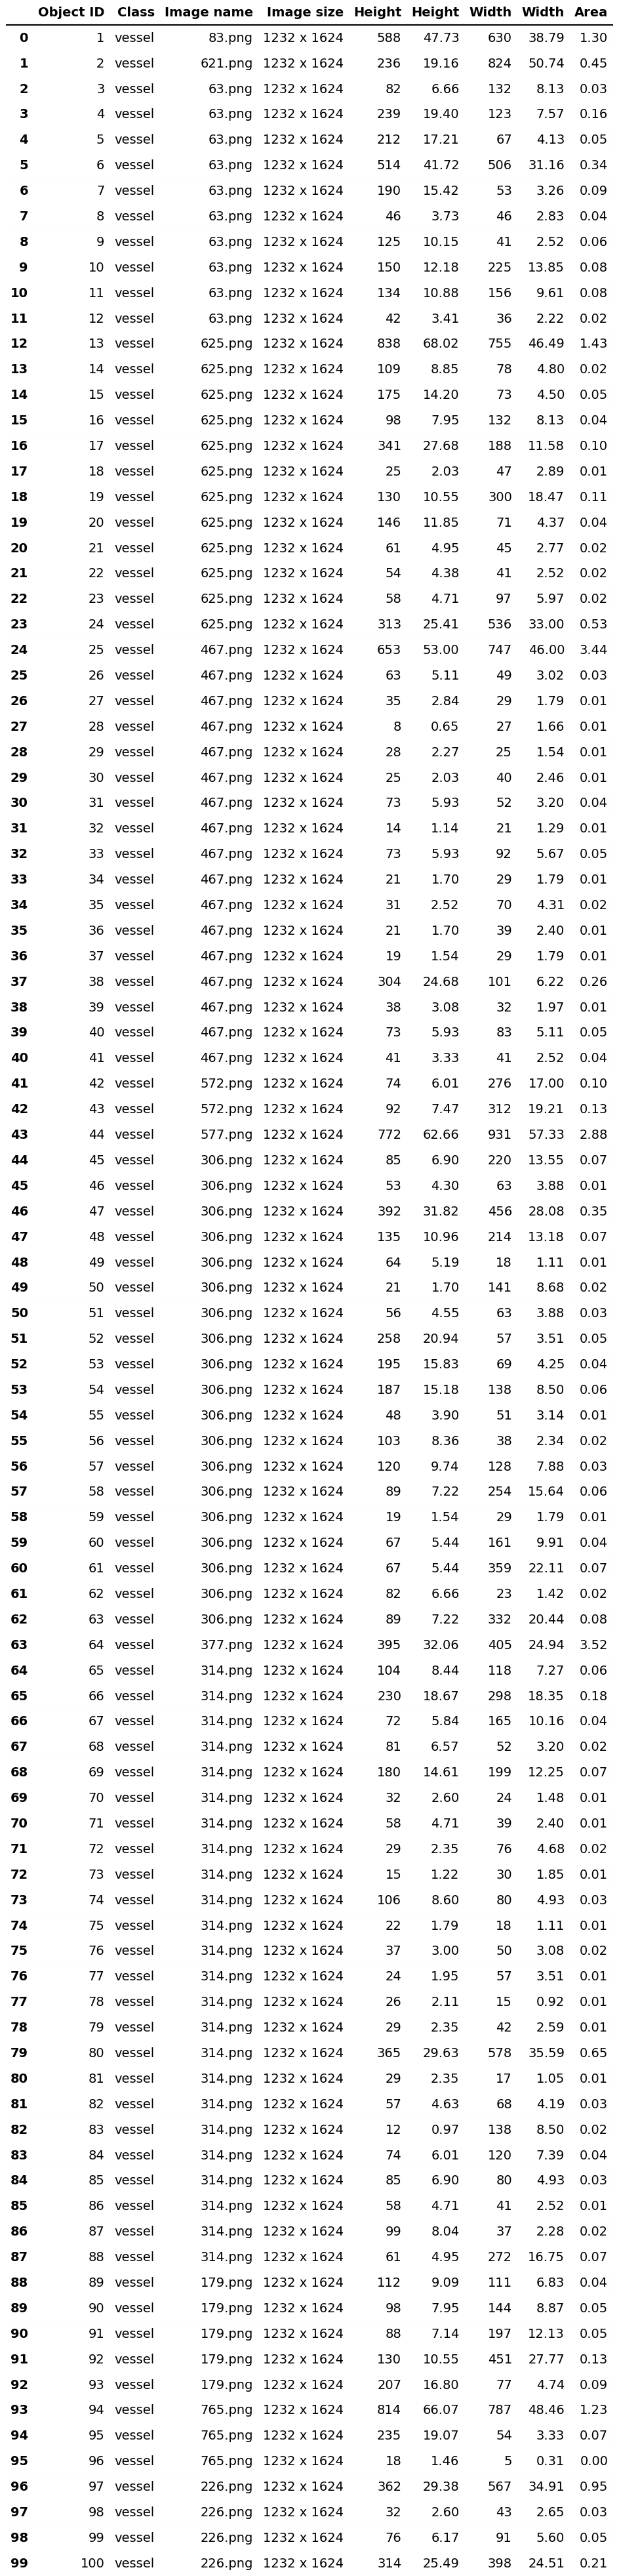 Object ID Class Image name Image size Height Height Width Width Area
0 1 vessel 83.png 1232 x 1624 588 47.73 630 38.79 1.30
1 2 vessel 621.png 1232 x 1624 236 19.16 824 50.74 0.45
2 3 vessel 63.png 1232 x 1624 82 6.66 132 8.13 0.03
3 4 vessel 63.png 1232 x 1624 239 19.40 123 7.57 0.16
4 5 vessel 63.png 1232 x 1624 212 17.21 67 4.13 0.05
5 6 vessel 63.png 1232 x 1624 514 41.72 506 31.16 0.34
6 7 vessel 63.png 1232 x 1624 190 15.42 53 3.26 0.09
7 8 vessel 63.png 1232 x 1624 46 3.73 46 2.83 0.04
8 9 vessel 63.png 1232 x 1624 125 10.15 41 2.52 0.06
9 10 vessel 63.png 1232 x 1624 150 12.18 225 13.85 0.08
10 11 vessel 63.png 1232 x 1624 134 10.88 156 9.61 0.08
11 12 vessel 63.png 1232 x 1624 42 3.41 36 2.22 0.02
12 13 vessel 625.png 1232 x 1624 838 68.02 755 46.49 1.43
13 14 vessel 625.png 1232 x 1624 109 8.85 78 4.80 0.02
14 15 vessel 625.png 1232 x 1624 175 14.20 73 4.50 0.05
15 16 vessel 625.png 1232 x 1624 98 7.95 132 8.13 0.04
16 17 vessel 625.png 1232 x 1624 341 27.68 188 11.58 0.10
17 18 vessel 625.png 1232 x 1624 25 2.03 47 2.89 0.01
18 19 vessel 625.png 1232 x 1624 130 10.55 300 18.47 0.11
19 20 vessel 625.png 1232 x 1624 146 11.85 71 4.37 0.04
20 21 vessel 625.png 1232 x 1624 61 4.95 45 2.77 0.02
21 22 vessel 625.png 1232 x 1624 54 4.38 41 2.52 0.02
22 23 vessel 625.png 1232 x 1624 58 4.71 97 5.97 0.02
23 24 vessel 625.png 1232 x 1624 313 25.41 536 33.00 0.53
24 25 vessel 467.png 1232 x 1624 653 53.00 747 46.00 3.44
25 26 vessel 467.png 1232 x 1624 63 5.11 49 3.02 0.03
26 27 vessel 467.png 1232 x 1624 35 2.84 29 1.79 0.01
27 28 vessel 467.png 1232 x 1624 8 0.65 27 1.66 0.01
28 29 vessel 467.png 1232 x 1624 28 2.27 25 1.54 0.01
29 30 vessel 467.png 1232 x 1624 25 2.03 40 2.46 0.01
30 31 vessel 467.png 1232 x 1624 73 5.93 52 3.20 0.04
31 32 vessel 467.png 1232 x 1624 14 1.14 21 1.29 0.01
32 33 vessel 467.png 1232 x 1624 73 5.93 92 5.67 0.05
33 34 vessel 467.png 1232 x 1624 21 1.70 29 1.79 0.01
34 35 vessel 467.png 1232 x 1624 31 2.52 70 4.31 0.02
35 36 vessel 467.png 1232 x 1624 21 1.70 39 2.40 0.01
36 37 vessel 467.png 1232 x 1624 19 1.54 29 1.79 0.01
37 38 vessel 467.png 1232 x 1624 304 24.68 101 6.22 0.26
38 39 vessel 467.png 1232 x 1624 38 3.08 32 1.97 0.01
39 40 vessel 467.png 1232 x 1624 73 5.93 83 5.11 0.05
40 41 vessel 467.png 1232 x 1624 41 3.33 41 2.52 0.04
41 42 vessel 572.png 1232 x 1624 74 6.01 276 17.00 0.10
42 43 vessel 572.png 1232 x 1624 92 7.47 312 19.21 0.13
43 44 vessel 577.png 1232 x 1624 772 62.66 931 57.33 2.88
44 45 vessel 306.png 1232 x 1624 85 6.90 220 13.55 0.07
45 46 vessel 306.png 1232 x 1624 53 4.30 63 3.88 0.01
46 47 vessel 306.png 1232 x 1624 392 31.82 456 28.08 0.35
47 48 vessel 306.png 1232 x 1624 135 10.96 214 13.18 0.07
48 49 vessel 306.png 1232 x 1624 64 5.19 18 1.11 0.01
49 50 vessel 306.png 1232 x 1624 21 1.70 141 8.68 0.02
50 51 vessel 306.png 1232 x 1624 56 4.55 63 3.88 0.03
51 52 vessel 306.png 1232 x 1624 258 20.94 57 3.51 0.05
52 53 vessel 306.png 1232 x 1624 195 15.83 69 4.25 0.04
53 54 vessel 306.png 1232 x 1624 187 15.18 138 8.50 0.06
54 55 vessel 306.png 1232 x 1624 48 3.90 51 3.14 0.01
55 56 vessel 306.png 1232 x 1624 103 8.36 38 2.34 0.02
56 57 vessel 306.png 1232 x 1624 120 9.74 128 7.88 0.03
57 58 vessel 306.png 1232 x 1624 89 7.22 254 15.64 0.06
58 59 vessel 306.png 1232 x 1624 19 1.54 29 1.79 0.01
59 60 vessel 306.png 1232 x 1624 67 5.44 161 9.91 0.04
60 61 vessel 306.png 1232 x 1624 67 5.44 359 22.11 0.07
61 62 vessel 306.png 1232 x 1624 82 6.66 23 1.42 0.02
62 63 vessel 306.png 1232 x 1624 89 7.22 332 20.44 0.08
63 64 vessel 377.png 1232 x 1624 395 32.06 405 24.94 3.52
64 65 vessel 314.png 1232 x 1624 104 8.44 118 7.27 0.06
65 66 vessel 314.png 1232 x 1624 230 18.67 298 18.35 0.18
66 67 vessel 314.png 1232 x 1624 72 5.84 165 10.16 0.04
67 68 vessel 314.png 1232 x 1624 81 6.57 52 3.20 0.02
68 69 vessel 314.png 1232 x 1624 180 14.61 199 12.25 0.07
69 70 vessel 314.png 1232 x 1624 32 2.60 24 1.48 0.01
70 71 vessel 314.png 1232 x 1624 58 4.71 39 2.40 0.01
71 72 vessel 314.png 1232 x 1624 29 2.35 76 4.68 0.02
72 73 vessel 314.png 1232 x 1624 15 1.22 30 1.85 0.01
73 74 vessel 314.png 1232 x 1624 106 8.60 80 4.93 0.03
74 75 vessel 314.png 1232 x 1624 22 1.79 18 1.11 0.01
75 76 vessel 314.png 1232 x 1624 37 3.00 50 3.08 0.02
76 77 vessel 314.png 1232 x 1624 24 1.95 57 3.51 0.01
77 78 vessel 314.png 1232 x 1624 26 2.11 15 0.92 0.01
78 79 vessel 314.png 1232 x 1624 29 2.35 42 2.59 0.01
79 80 vessel 314.png 1232 x 1624 365 29.63 578 35.59 0.65
80 81 vessel 314.png 1232 x 1624 29 2.35 17 1.05 0.01
81 82 vessel 314.png 1232 x 1624 57 4.63 68 4.19 0.03
82 83 vessel 314.png 1232 x 1624 12 0.97 138 8.50 0.02
83 84 vessel 314.png 1232 x 1624 74 6.01 120 7.39 0.04
84 85 vessel 314.png 1232 x 1624 85 6.90 80 4.93 0.03
85 86 vessel 314.png 1232 x 1624 58 4.71 41 2.52 0.01
86 87 vessel 314.png 1232 x 1624 99 8.04 37 2.28 0.02
87 88 vessel 314.png 1232 x 1624 61 4.95 272 16.75 0.07
88 89 vessel 179.png 1232 x 1624 112 9.09 111 6.83 0.04
89 90 vessel 179.png 1232 x 1624 98 7.95 144 8.87 0.05
90 91 vessel 179.png 1232 x 1624 88 7.14 197 12.13 0.05
91 92 vessel 179.png 1232 x 1624 130 10.55 451 27.77 0.13
92 93 vessel 179.png 1232 x 1624 207 16.80 77 4.74 0.09
93 94 vessel 765.png 1232 x 1624 814 66.07 787 48.46 1.23
94 95 vessel 765.png 1232 x 1624 235 19.07 54 3.33 0.07
95 96 vessel 765.png 1232 x 1624 18 1.46 5 0.31 0.00
96 97 vessel 226.png 1232 x 1624 362 29.38 567 34.91 0.95
97 98 vessel 226.png 1232 x 1624 32 2.60 43 2.65 0.03
98 99 vessel 226.png 1232 x 1624 76 6.17 91 5.60 0.05
99 100 vessel 226.png 1232 x 1624 314 25.49 398 24.51 0.21